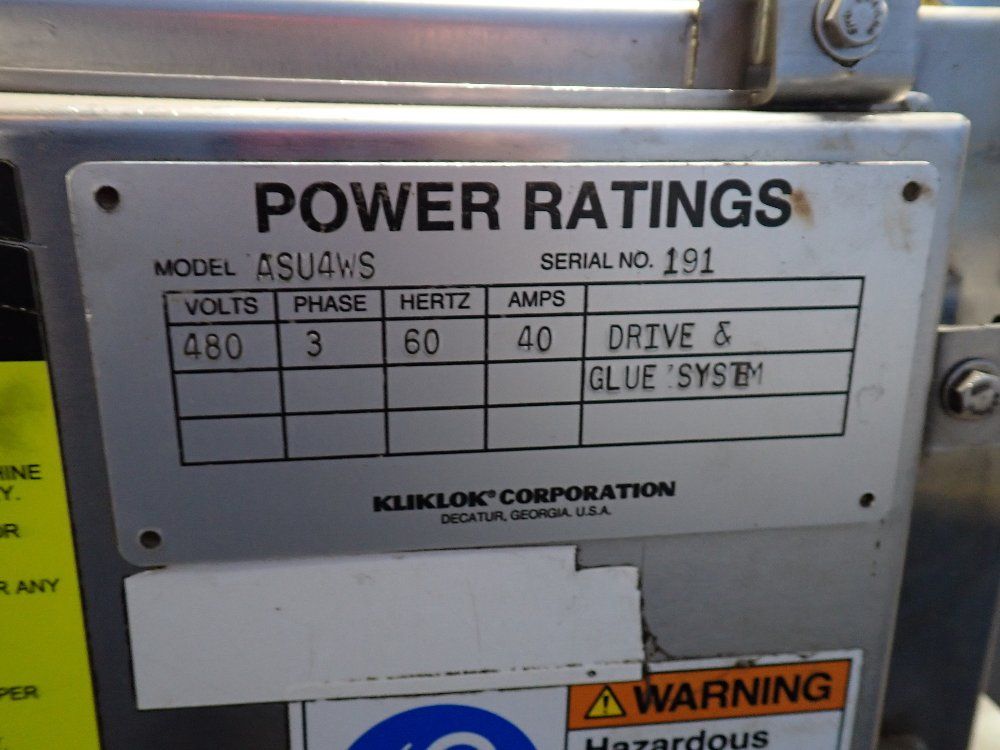 POWER RATINGS
MODEL ASU4WS SERIAL NO. 191
VOLTS PHASE HERTZ AMPS
480 3 60 40 DRIVE &
GLUE SYSTEM
KLIKLOK® CORPORATION
DECATUR, GEORGIA, U.S.A.
Y.
OR
R ANY
PER
WARNING
Hazardous